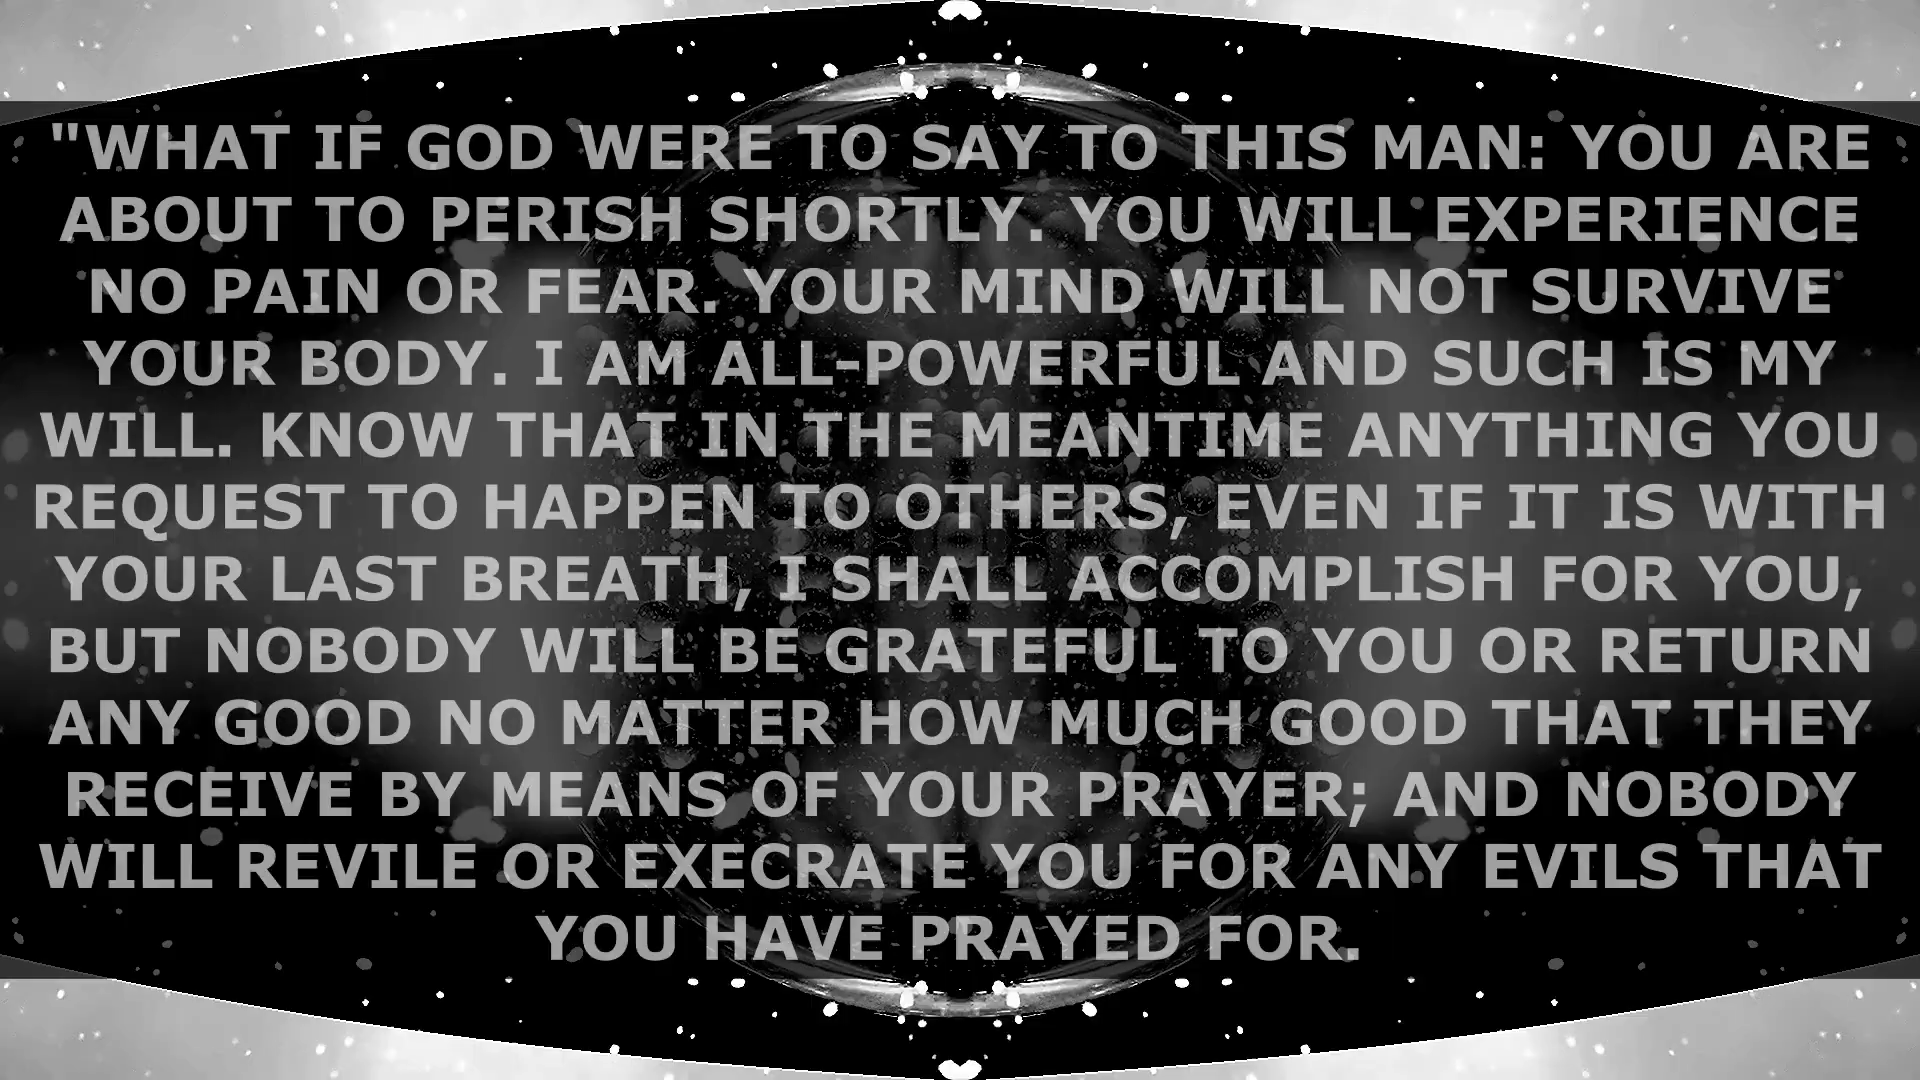 "WHAT IF GOD WERE TO SAY TO THIS MAN: YOU ARE
ABOUT TO PERISH SHORTLY. YOU WILL EXPERIENCE
NO PAIN OR FEAR. YOUR MIND WILL NOT SURVIVE
YOUR BODY. I AM ALL-POWERFUL AND SUCH IS MY
WILL. KNOW THAT IN THE MEANTIME ANYTHING YOU
REQUEST TO HAPPEN TO OTHERS, EVEN IF IT IS WITH
YOUR LAST BREATH, I SHALL ACCOMPLISH FOR YOU,
BUT NOBODY WILL BE GRATEFUL TO YOU OR RETURN
ANY GOOD NO MATTER HOW MUCH GOOD THAT THEY
RECEIVE BY MEANS OF YOUR PRAYER; AND NOBODY
WILL REVILE OR EXECRATE YOU FOR ANY EVILS THAT
YOU HAVE PRAYED FOR.